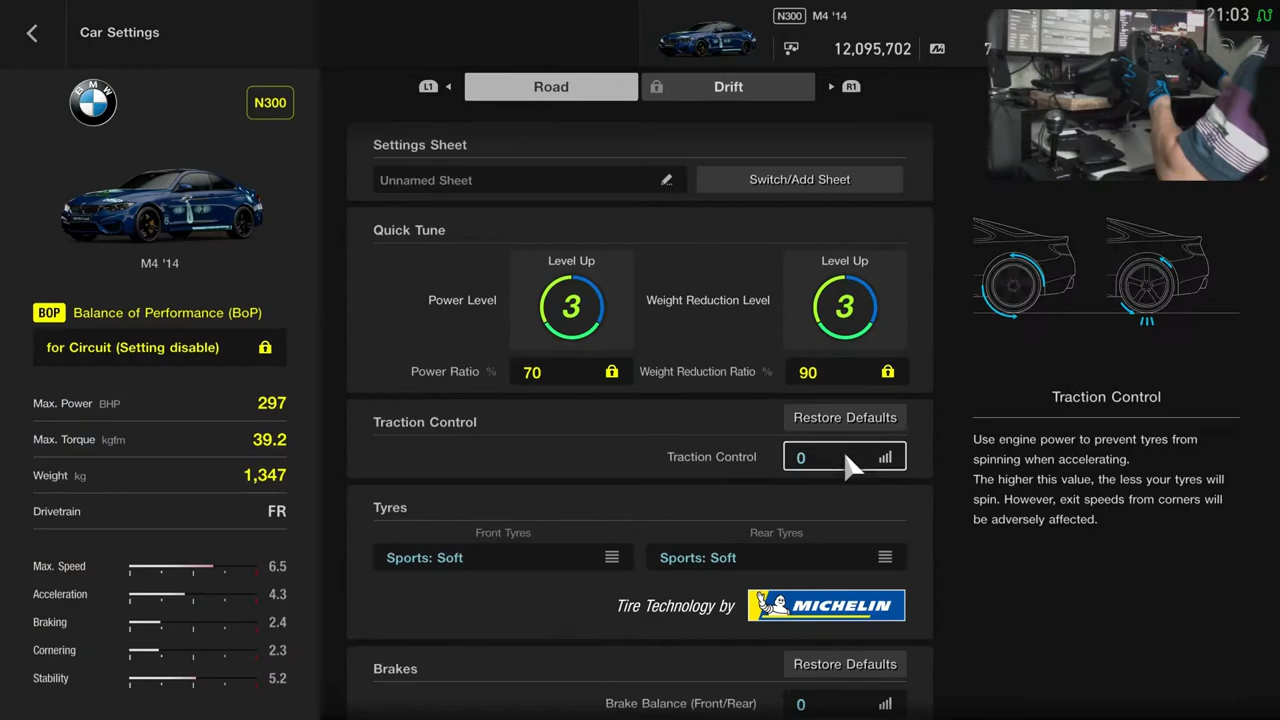 Car Settings
N300 M4 '14
12,095,702
7
21:03
L1 Road Drift R1
BMW
N300
M4 '14
BOP Balance of Performance (BoP)
for Circuit (Setting disable)
Max. Power BHP 297
Max. Torque kgfm 39.2
Weight kg 1,347
Drivetrain FR
Max. Speed 6.5
Acceleration 4.3
Braking 2.4
Cornering 2.3
Stability 5.2
Settings Sheet
Unnamed Sheet Switch/Add Sheet
Quick Tune
Level Up Level Up
Power Level 3 Weight Reduction Level 3
Power Ratio % 70 Weight Reduction Ratio % 90
Traction Control Restore Defaults
Traction Control 0
Tyres
Front Tyres Rear Tyres
Sports: Soft Sports: Soft
Tire Technology by MICHELIN
Brakes Restore Defaults
Brake Balance (Front/Rear) 0
Traction Control
Use engine power to prevent tyres from
spinning when accelerating.
The higher this value, the less your tyres will
spin. However, exit speeds from corners will
be adversely affected.